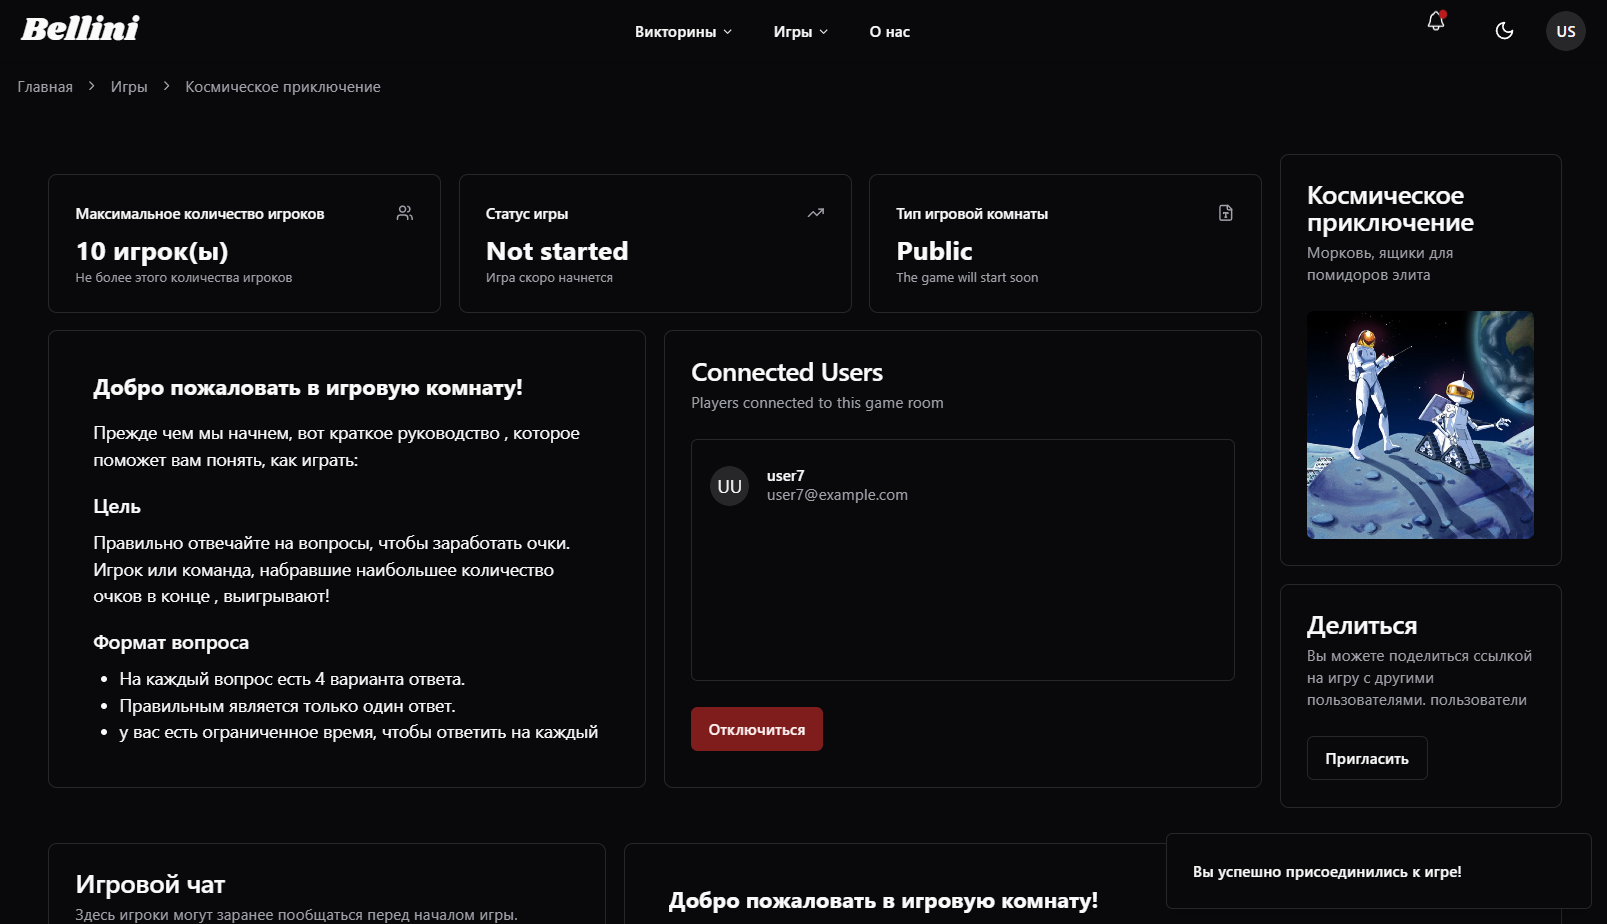 Bellini
Викторины
Игры
О нас
US
Главная > Игры > Космическое приключение
Максимальное количество игроков
10 игрок(ы)
Не более этого количества игроков
Статус игры
Not started
Игра скоро начнется
Тип игровой комнаты
Public
The game will start soon
Космическое
приключение
Морковь, ящики для
помидоров элита
Добро пожаловать в игровую комнату!
Прежде чем мы начнем, вот краткое руководство , которое
поможет вам понять, как играть:
Цель
Правильно отвечайте на вопросы, чтобы заработать очки.
Игрок или команда, набравшие наибольшее количество
очков в конце , выигрывают!
Формат вопроса
• На каждый вопрос есть 4 варианта ответа.
• Правильным является только один ответ.
• у вас есть ограниченное время, чтобы ответить на каждый
Connected Users
Players connected to this game room
UU
user7
user7@example.com
Отключиться
Делиться
Вы можете поделиться ссылкой
на игру с другими
пользователями. пользователи
Пригласить
Игровой чат
Здесь игроки могут заранее пообщаться перед началом игры.
Добро пожаловать в игровую комнату!
Вы успешно присоединились к игре!